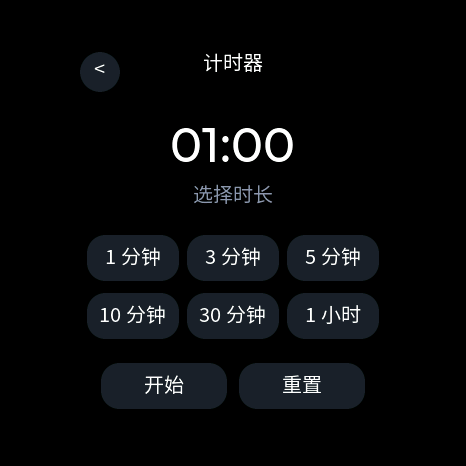 <
计时器
01:00
选择时长
1 分钟 3 分钟 5 分钟
10 分钟 30 分钟 1 小时
开始 重置